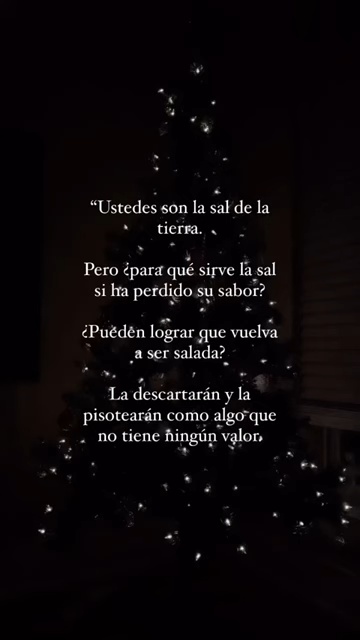 “Ustedes son la sal de la
tierra.
Pero ¿para qué sirve la sal
si ha perdido su sabor?
¿Pueden lograr que vuelva
a ser salada?
La descartarán y la
pisotearán como algo que
no tiene ningún valor.